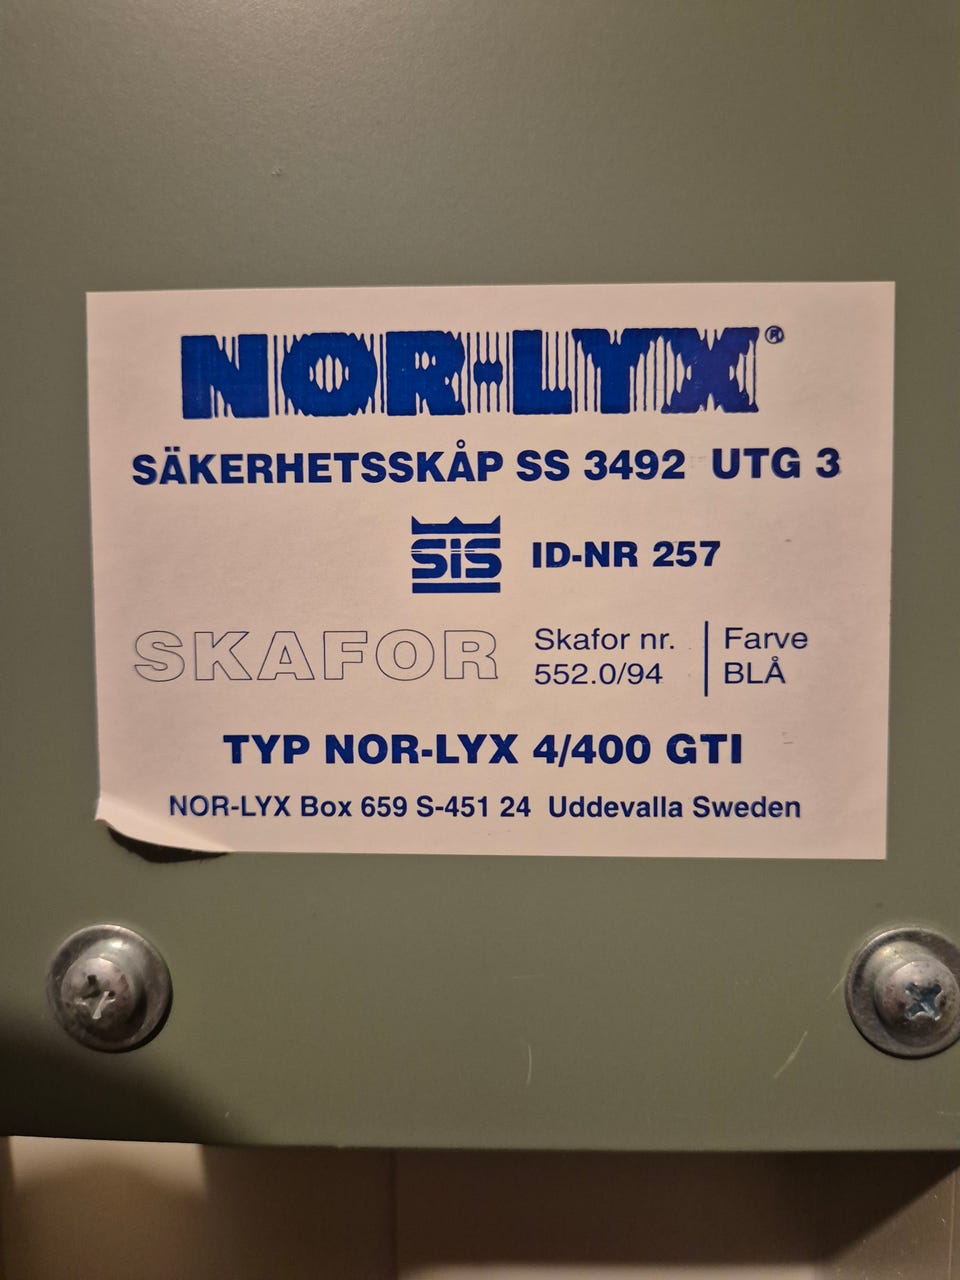 NOR-LYX®
SÄKERHETSSKÅP SS 3492 UTG 3
SIS ID-NR 257
SKAFOR Skafor nr. 552.0/94 Farve BLÅ
TYP NOR-LYX 4/400 GTI
NOR-LYX Box 659 S-451 24 Uddevalla Sweden